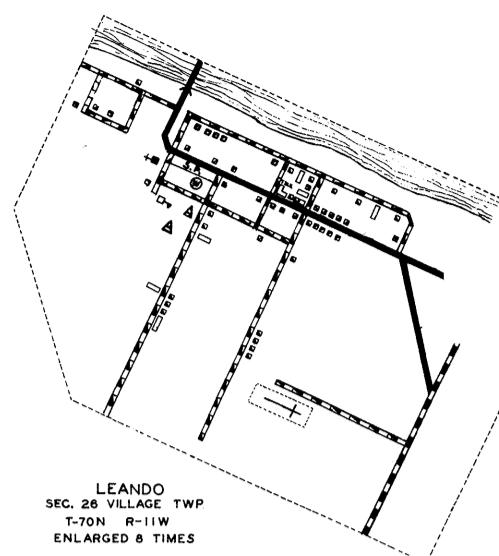 S.A
LEANDO
SEC. 26 VILLAGE TWP.
T-70N R-11W
ENLARGED 8 TIMES